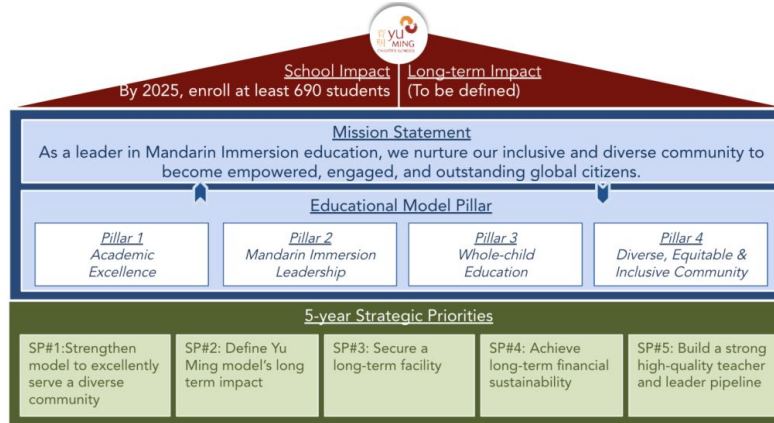 yu
MING
School Impact
By 2025, enroll at least 690 students
Long-term Impact
(To be defined)
Mission Statement
As a leader in Mandarin Immersion education, we nurture our inclusive and diverse community to
become empowered, engaged, and outstanding global citizens.
Educational Model Pillar
Pillar 1
Academic
Excellence
Pillar 2
Mandarin Immersion
Leadership
Pillar 3
Whole-child
Education
Pillar 4
Diverse, Equitable &
Inclusive Community
5-year Strategic Priorities
SP#1:Strengthen
model to excellently
serve a diverse
community
SP#2: Define Yu
Ming model's long
term impact
SP#3: Secure a
long-term facility
SP#4: Achieve
long-term financial
sustainability
SP#5: Build a strong
high-quality teacher
and leader pipeline